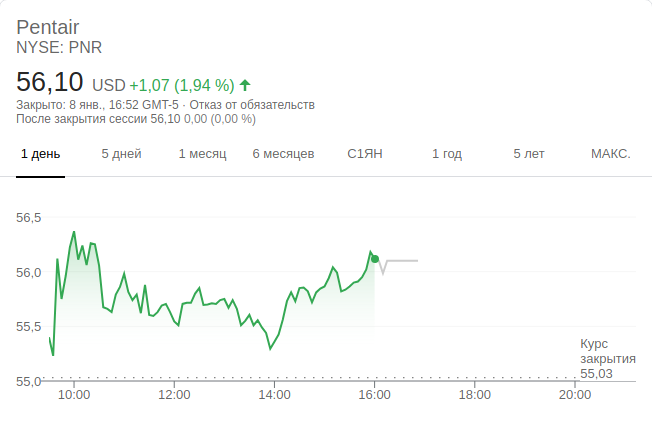 Pentair
NYSE: PNR
56,10 USD +1,07 (1,94 %)
Закрыто: 8 янв., 16:52 GMT-5 · Отказ от обязательств
После закрытия сессии 56,10 0,00 (0,00 %)
1 день 5 дней 1 месяц 6 месяцев С1ЯН 1 год 5 лет МАКС.
56,5
56,0
55,5
55,0
Курс
закрытия
55,03
10:00 12:00 14:00 16:00 18:00 20:00